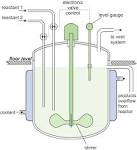 electronic
valve
control
reactant 1
reactant 2
level gauge
to vent
system
floor level
products
overflow
from
reactor
coolant
stirrer